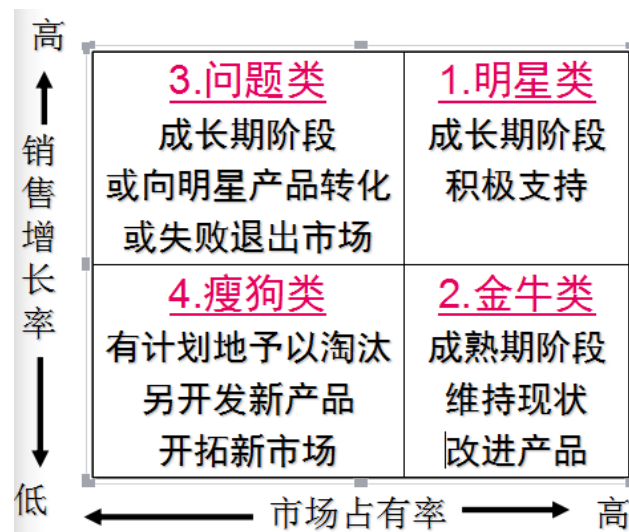 高
销售增长率
低
3.问题类
成长期阶段
或向明星产品转化
或失败退出市场
1.明星类
成长期阶段
积极支持
4.瘦狗类
有计划地予以淘汰
另开发新产品
开拓新市场
2.金牛类
成熟期阶段
维持现状
改进产品
市场占有率
高